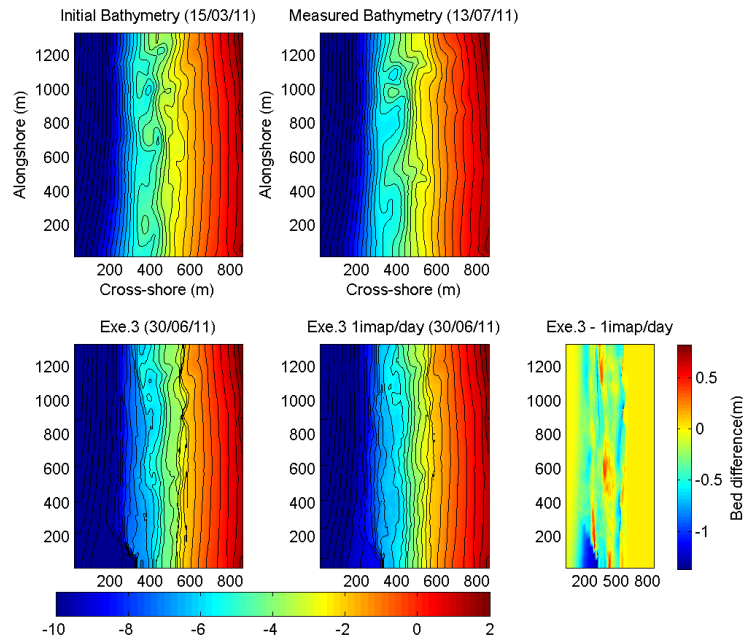 Initial Bathymetry (15/03/11)
Measured Bathymetry (13/07/11)
Alongshore (m)
1200
1000
800
600
400
200
200 400 600 800
Cross-shore (m)
Alongshore (m)
1200
1000
800
600
400
200
200 400 600 800
Cross-shore (m)
Exe.3 (30/06/11)
Exe.3 1imap/day (30/06/11)
Exe.3 - 1imap/day
1200
1000
800
600
400
200
200 400 600 800
1200
1000
800
600
400
200
200 400 600 800
1200
1000
800
600
400
200
200 500 800
0.5
0
-0.5
-1
Bed difference(m)
-10 -8 -6 -4 -2 0 2